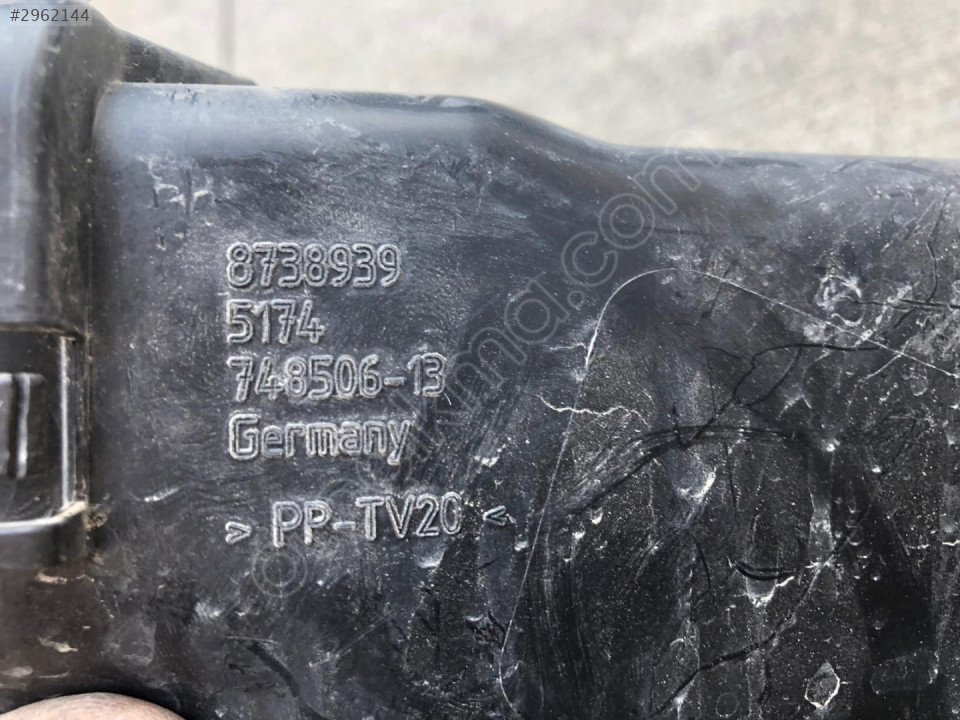 #2962144
8738939
5174
748506-13
Germany
> PP-TV20 <